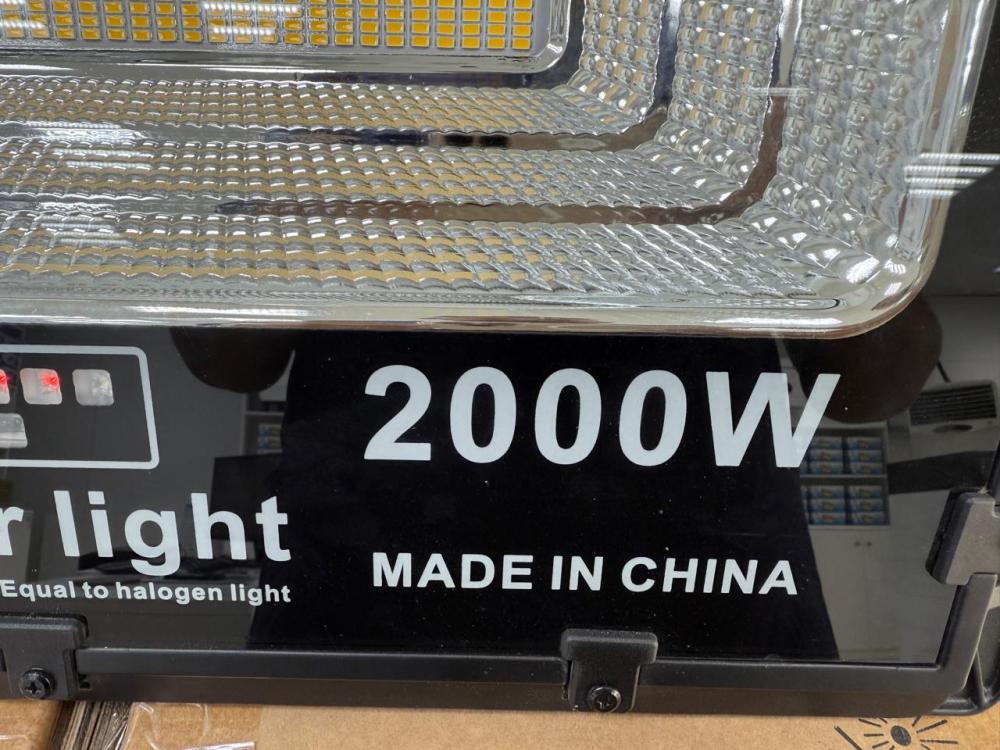 2000W
r light
Equal to halogen light
MADE IN CHINA